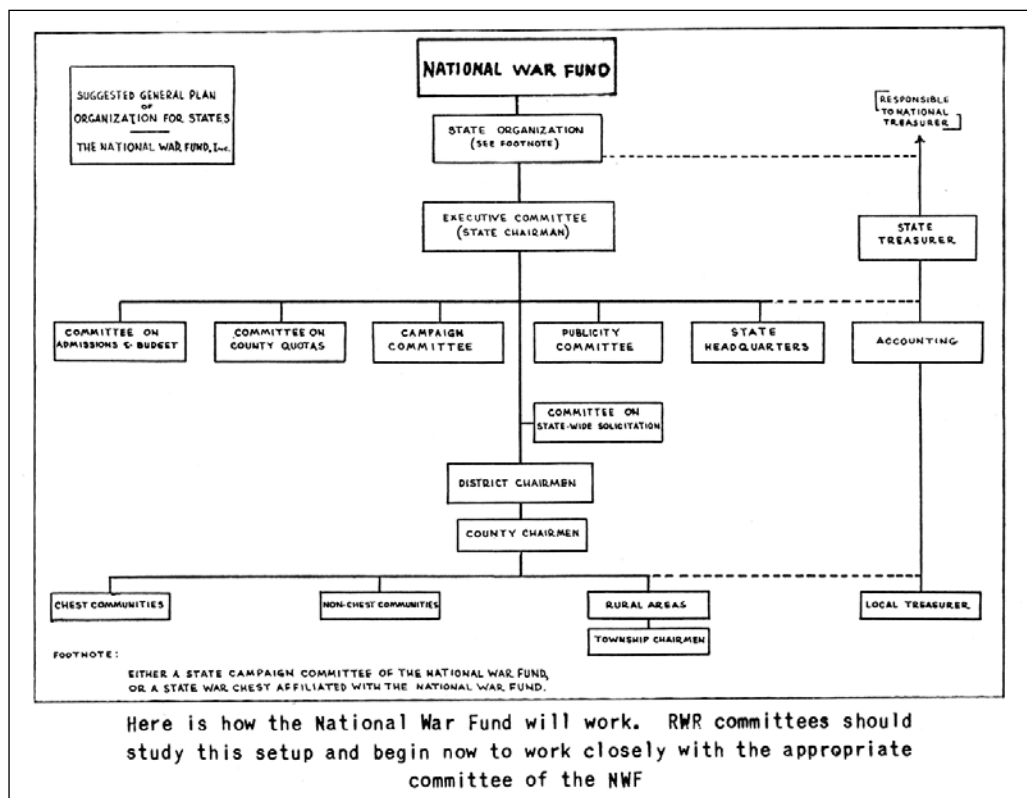 NATIONAL WAR FUND
SUGGESTED GENERAL PLAN
OF
ORGANIZATION FOR STATES
THE NATIONAL WAR FUND, Inc.
STATE ORGANIZATION
(SEE FOOTNOTE)
[RESPONSIBLE
TO NATIONAL
TREASURER]
EXECUTIVE COMMITTEE
(STATE CHAIRMAN)
STATE
TREASURER
COMMITTEE ON
ADMISSIONS & BUDGET
COMMITTEE ON
COUNTY QUOTAS
CAMPAIGN
COMMITTEE
PUBLICITY
COMMITTEE
STATE
HEADQUARTERS
ACCOUNTING
COMMITTEE ON
STATE-WIDE SOLICITATION
DISTRICT CHAIRMEN
COUNTY CHAIRMEN
CHEST COMMUNITIES
NON-CHEST COMMUNITIES
RURAL AREAS
LOCAL TREASURER
TOWNSHIP CHAIRMEN
FOOTNOTE:
EITHER A STATE CAMPAIGN COMMITTEE OF THE NATIONAL WAR FUND,
OR A STATE WAR CHEST AFFILIATED WITH THE NATIONAL WAR FUND.
Here is how the National War Fund will work. RWR committees should
study this setup and begin now to work closely with the appropriate
committee of the NWF